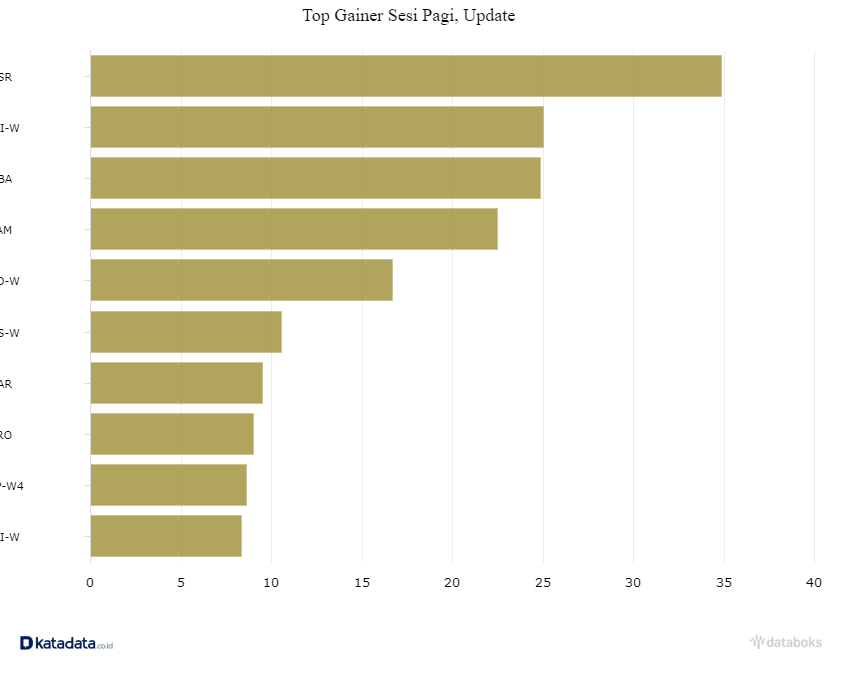 Top Gainer Sesi Pagi, Update
SR
I-W
BA
AM
O-W
S-W
AR
RO
P-W4
I-W
0 5 10 15 20 25 30 35 40
katadata.co.id
databoks